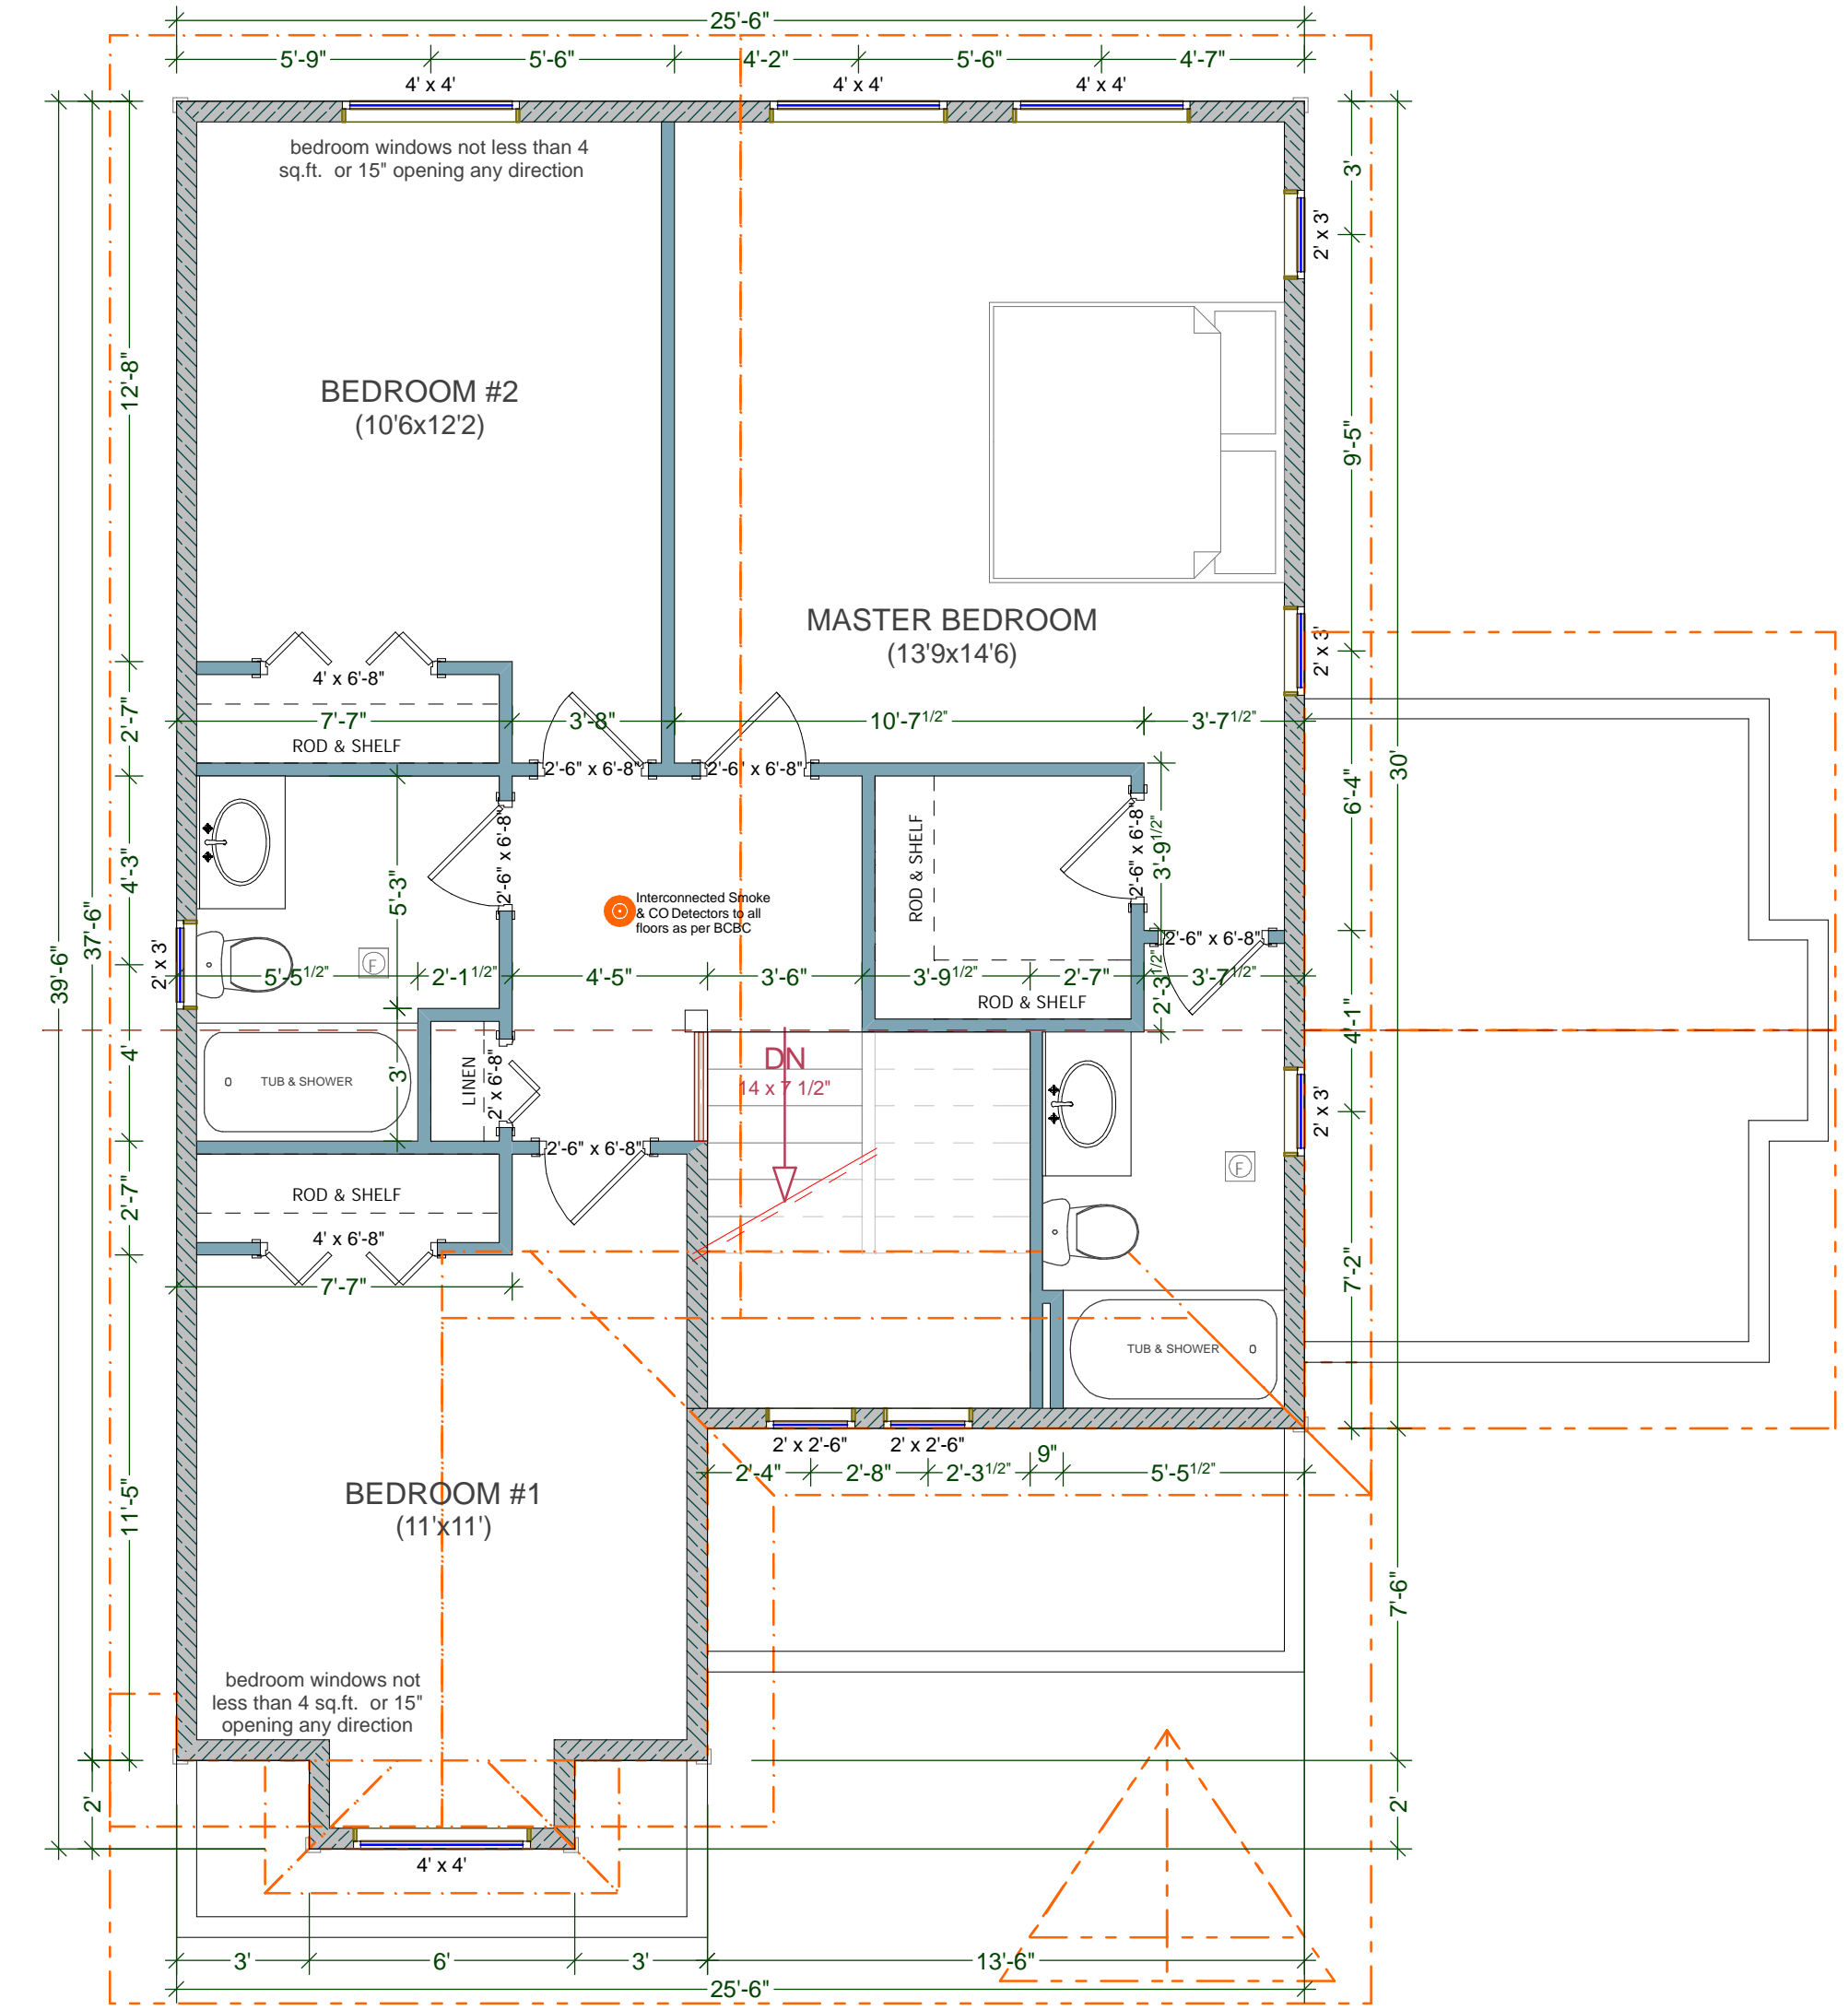 25'-6"
5'-9" 5'-6" 4'-2" 5'-6" 4'-7"
4' x 4' 4' x 4' 4' x 4'
bedroom windows not less than 4
sq.ft. or 15" opening any direction
3'
2' x 3'
12'-8"
BEDROOM #2
(10'6x12'2)
9'-5"
MASTER BEDROOM
(13'9x14'6)
2' x 3'
4' x 6'-8"
2'-7"
7'-7" 3'-8" 10'-7 1/2" 3'-7 1/2"
ROD & SHELF
2'-6" x 6'-8" 2'-6" x 6'-8"
30'
6'-4"
4'-3"
5'-3"
2'-6" x 6'-8"
ROD & SHELF
2'-6" x 6'-8"
3'-9 1/2"
Interconnected Smoke
& CO Detectors to all
floors as per BCBC
37'-6"
39'-6"
2' x 3'
2'-6" x 6'-8"
F
5'-5 1/2" 2'-1 1/2" 4'-5" 3'-6" 3'-9 1/2" 2'-7" 3'-7 1/2"
2'-3 1/2"
ROD & SHELF
4'-1"
4'
3'
TUB & SHOWER
LINEN
2' x 6'-8"
DN
14 x 7 1/2"
2' x 3'
2'-6" x 6'-8"
F
2'-7"
ROD & SHELF
4' x 6'-8"
7'-7"
7'-2"
TUB & SHOWER
2' x 2'-6" 2' x 2'-6"
9"
2'-4" 2'-8" 2'-3 1/2" 5'-5 1/2"
11'-5"
BEDROOM #1
(11'x11')
7'-6"
bedroom windows not
less than 4 sq.ft. or 15"
opening any direction
2' 2'
4' x 4'
3' 6' 3' 13'-6"
25'-6"